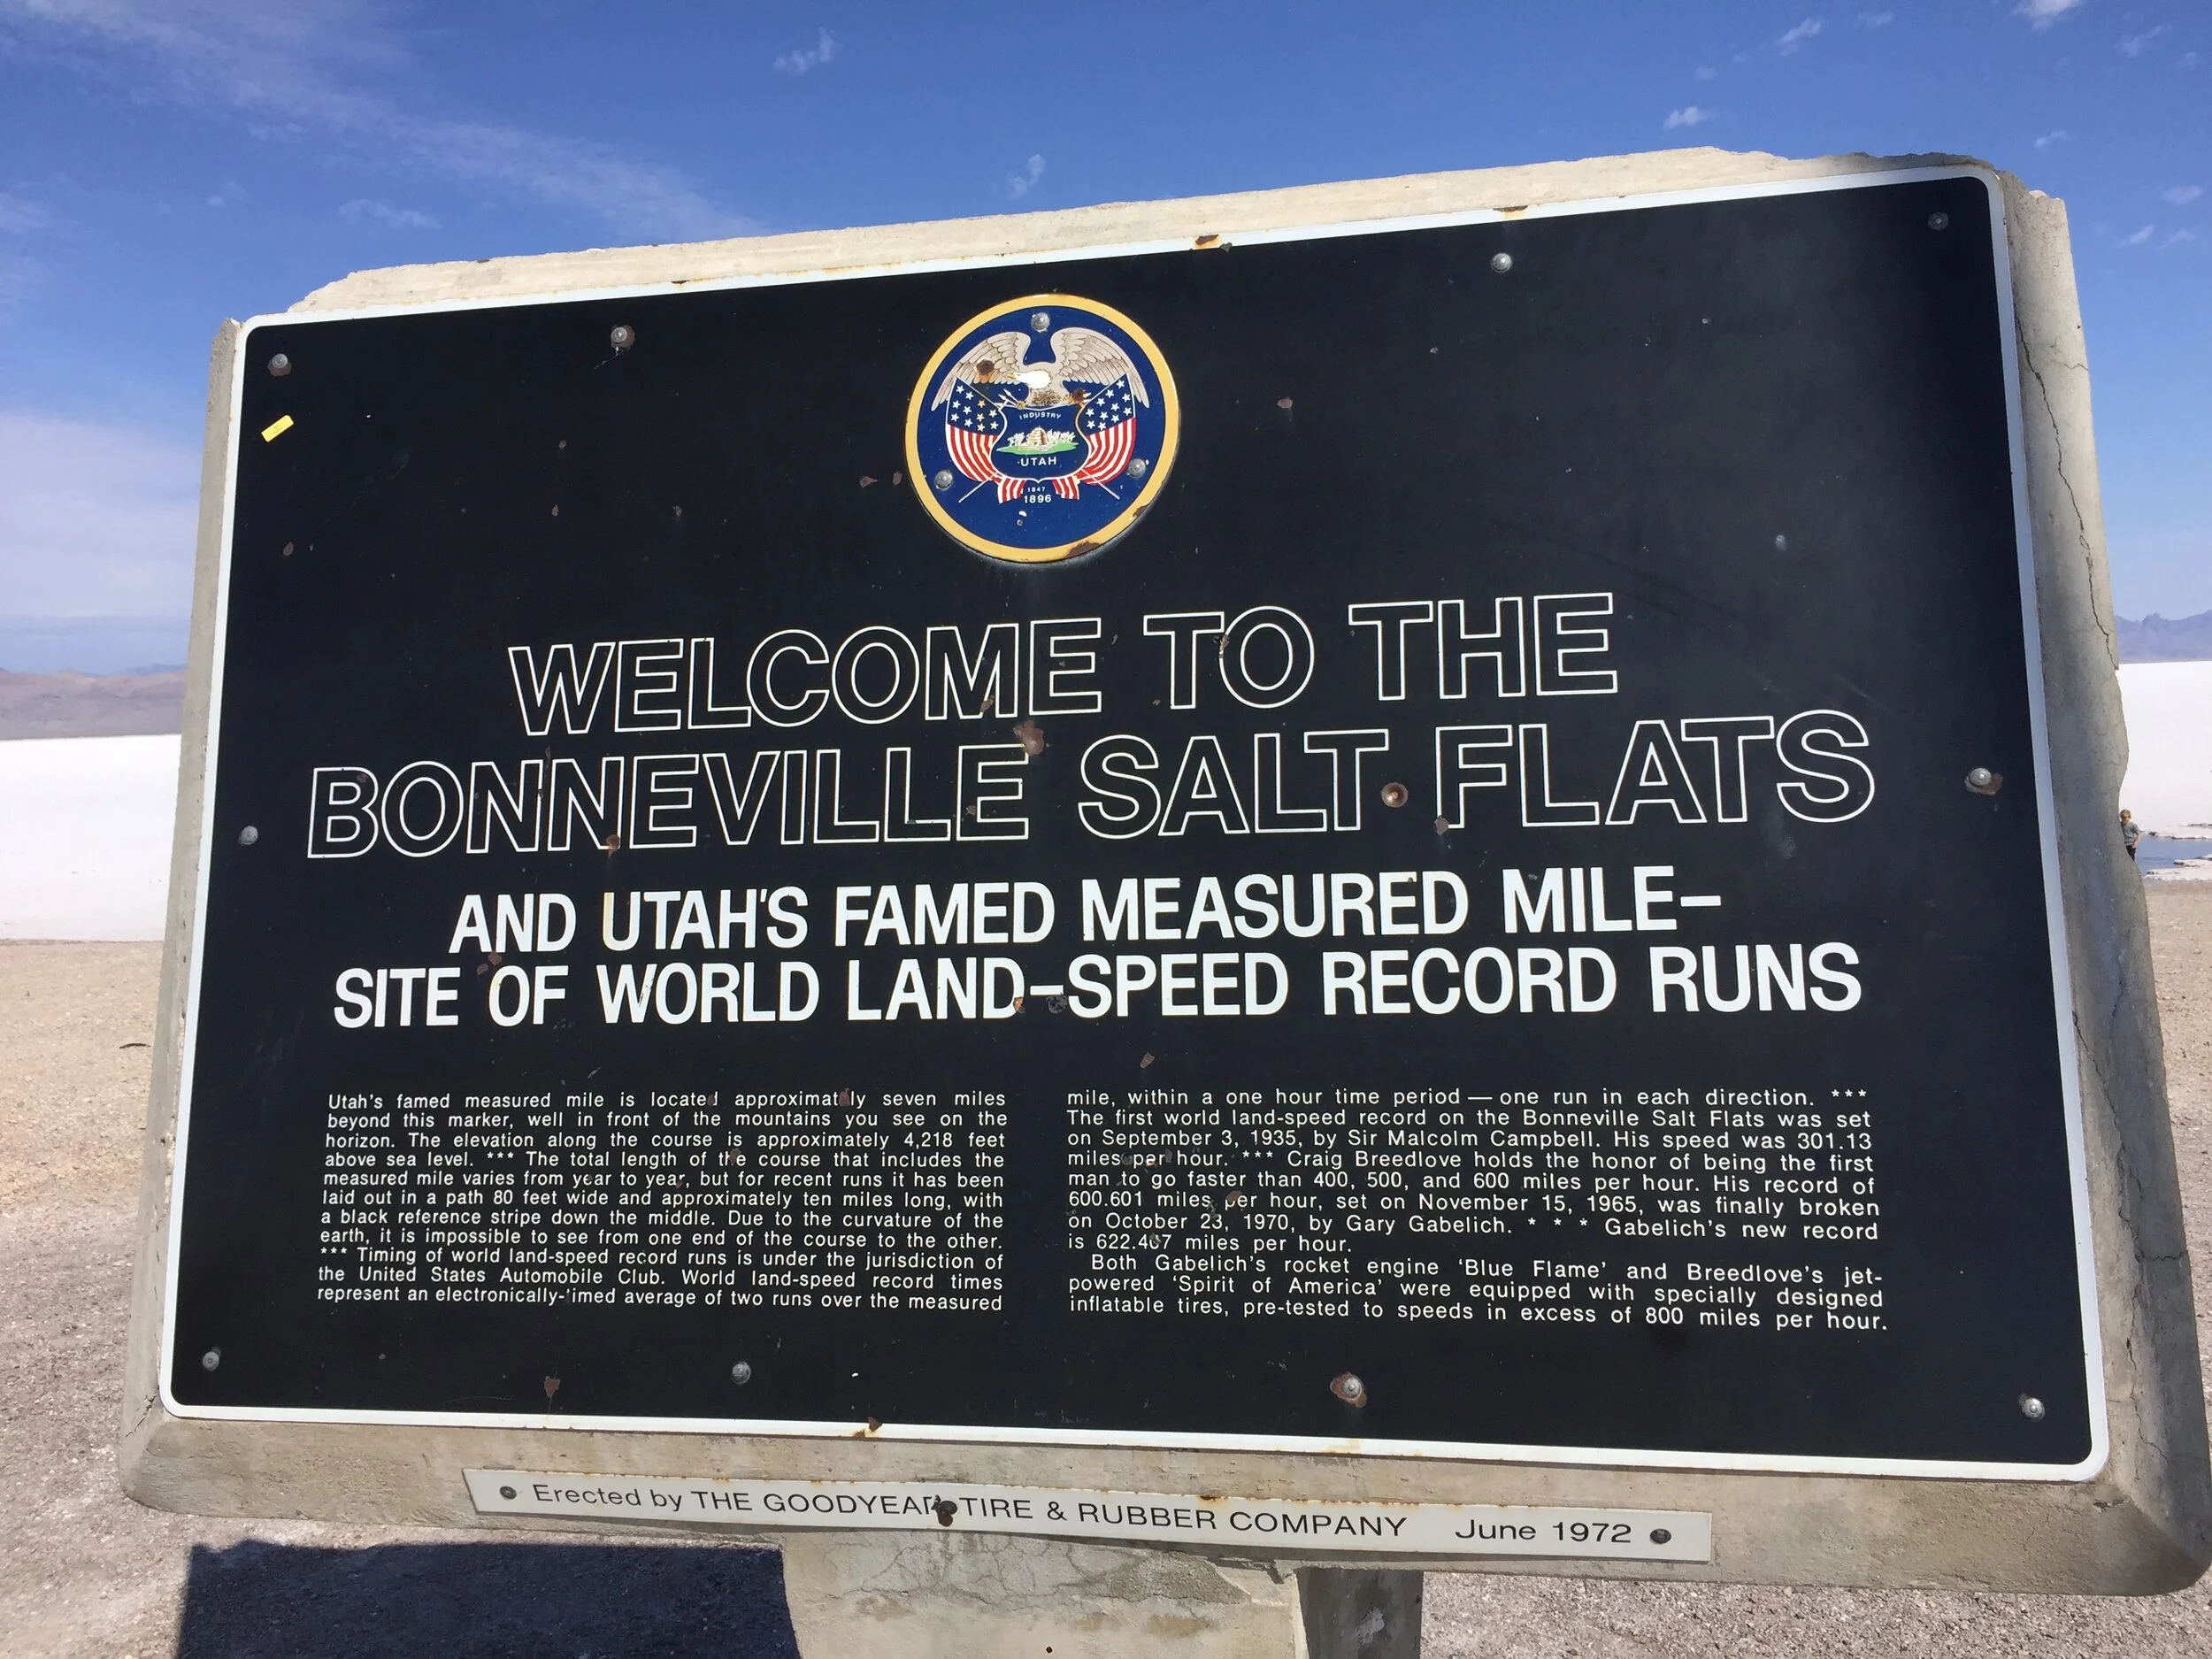 INDUSTRY
UTAH
1847
1896
WELCOME TO THE
BONNEVILLE SALT FLATS
AND UTAH'S FAMED MEASURED MILE–
SITE OF WORLD LAND–SPEED RECORD RUNS
Utah's famed measured mile is located approximately seven miles
beyond this marker, well in front of the mountains you see on the
horizon. The elevation along the course is approximately 4,218 feet
above sea level. *** The total length of the course that includes the
measured mile varies from year to year, but for recent runs it has been
laid out in a path 80 feet wide and approximately ten miles long, with
a black reference stripe down the middle. Due to the curvature of the
earth, it is impossible to see from one end of the course to the other.
*** Timing of world land-speed record runs is under the jurisdiction of
the United States Automobile Club. World land-speed record times
represent an electronically-timed average of two runs over the measured
mile, within a one hour time period — one run in each direction. ***
The first world land-speed record on the Bonneville Salt Flats was set
on September 3, 1935, by Sir Malcolm Campbell. His speed was 301.13
miles per hour. *** Craig Breedlove holds the honor of being the first
man to go faster than 400, 500, and 600 miles per hour. His record of
600.601 miles per hour, set on November 15, 1965, was finally broken
on October 23, 1970, by Gary Gabelich. * * * Gabelich's new record
is 622.407 miles per hour.
Both Gabelich's rocket engine 'Blue Flame' and Breedlove's jet-
powered 'Spirit of America' were equipped with specially designed
inflatable tires, pre-tested to speeds in excess of 800 miles per hour.
Erected by THE GOODYEAR TIRE & RUBBER COMPANY June 1972